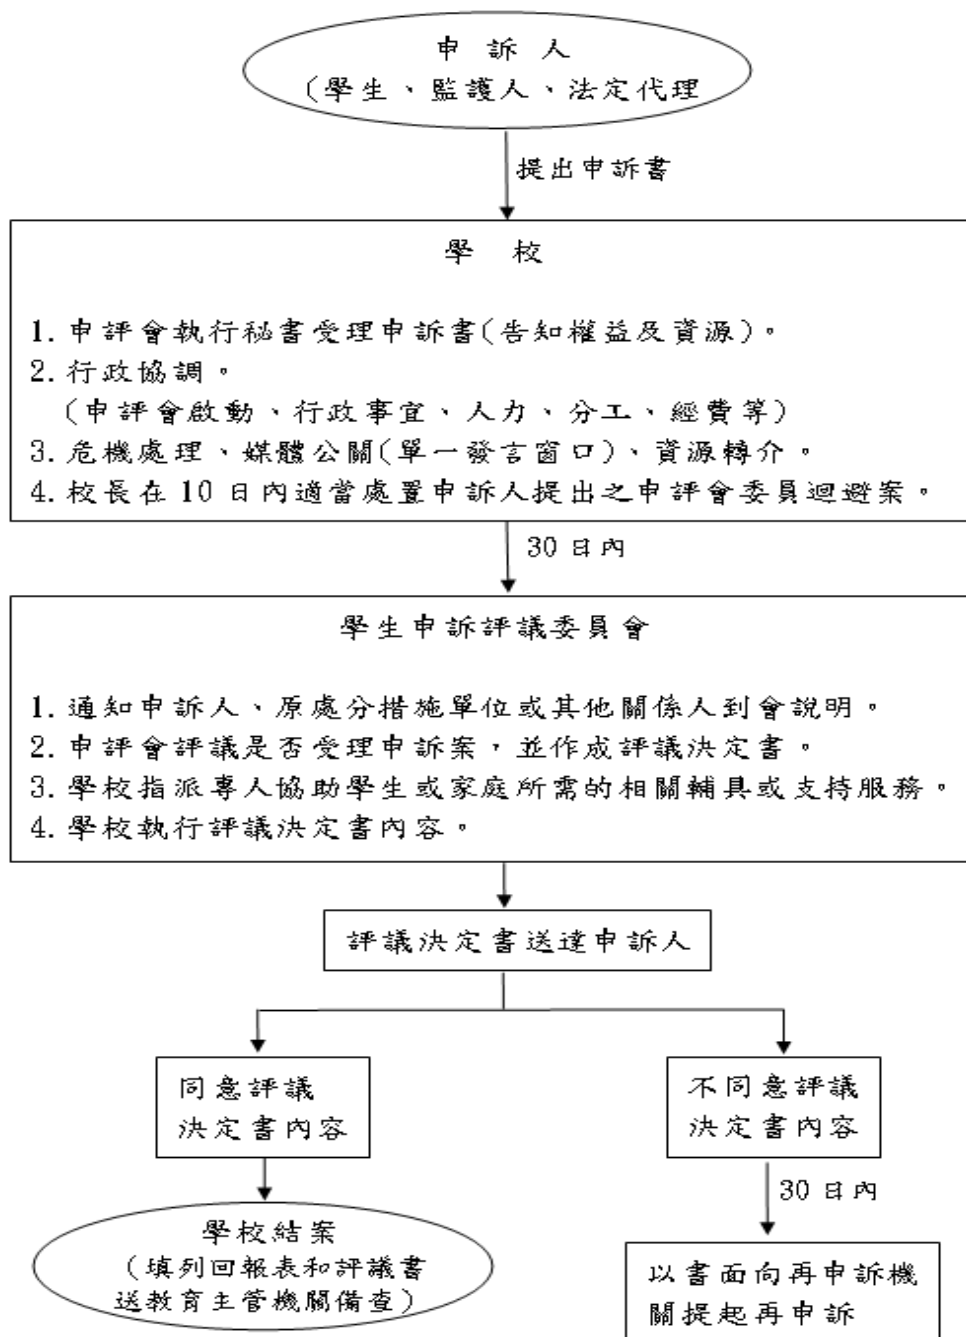 申訴人
（學生、監護人、法定代理
提出申訴書
學 校
1. 申評會執行秘書受理申訴書(告知權益及資源)。
2. 行政協調。
（申評會啟動、行政事宜、人力、分工、經費等）
3. 危機處理、媒體公關(單一發言窗口)、資源轉介。
4. 校長在 10 日內適當處置申訴人提出之申評會委員迴避案。
30 日內
學生申訴評議委員會
1. 通知申訴人、原處分措施單位或其他關係人到會說明。
2. 申評會評議是否受理申訴案，並作成評議決定書。
3. 學校指派專人協助學生或家庭所需的相關輔具或支持服務。
4. 學校執行評議決定書內容。
評議決定書送達申訴人
同意評議
決定書內容
不同意評議
決定書內容
30 日內
學校結案
（填列回報表和評議書
送教育主管機關備查）
以書面向再申訴機
關提起再申訴